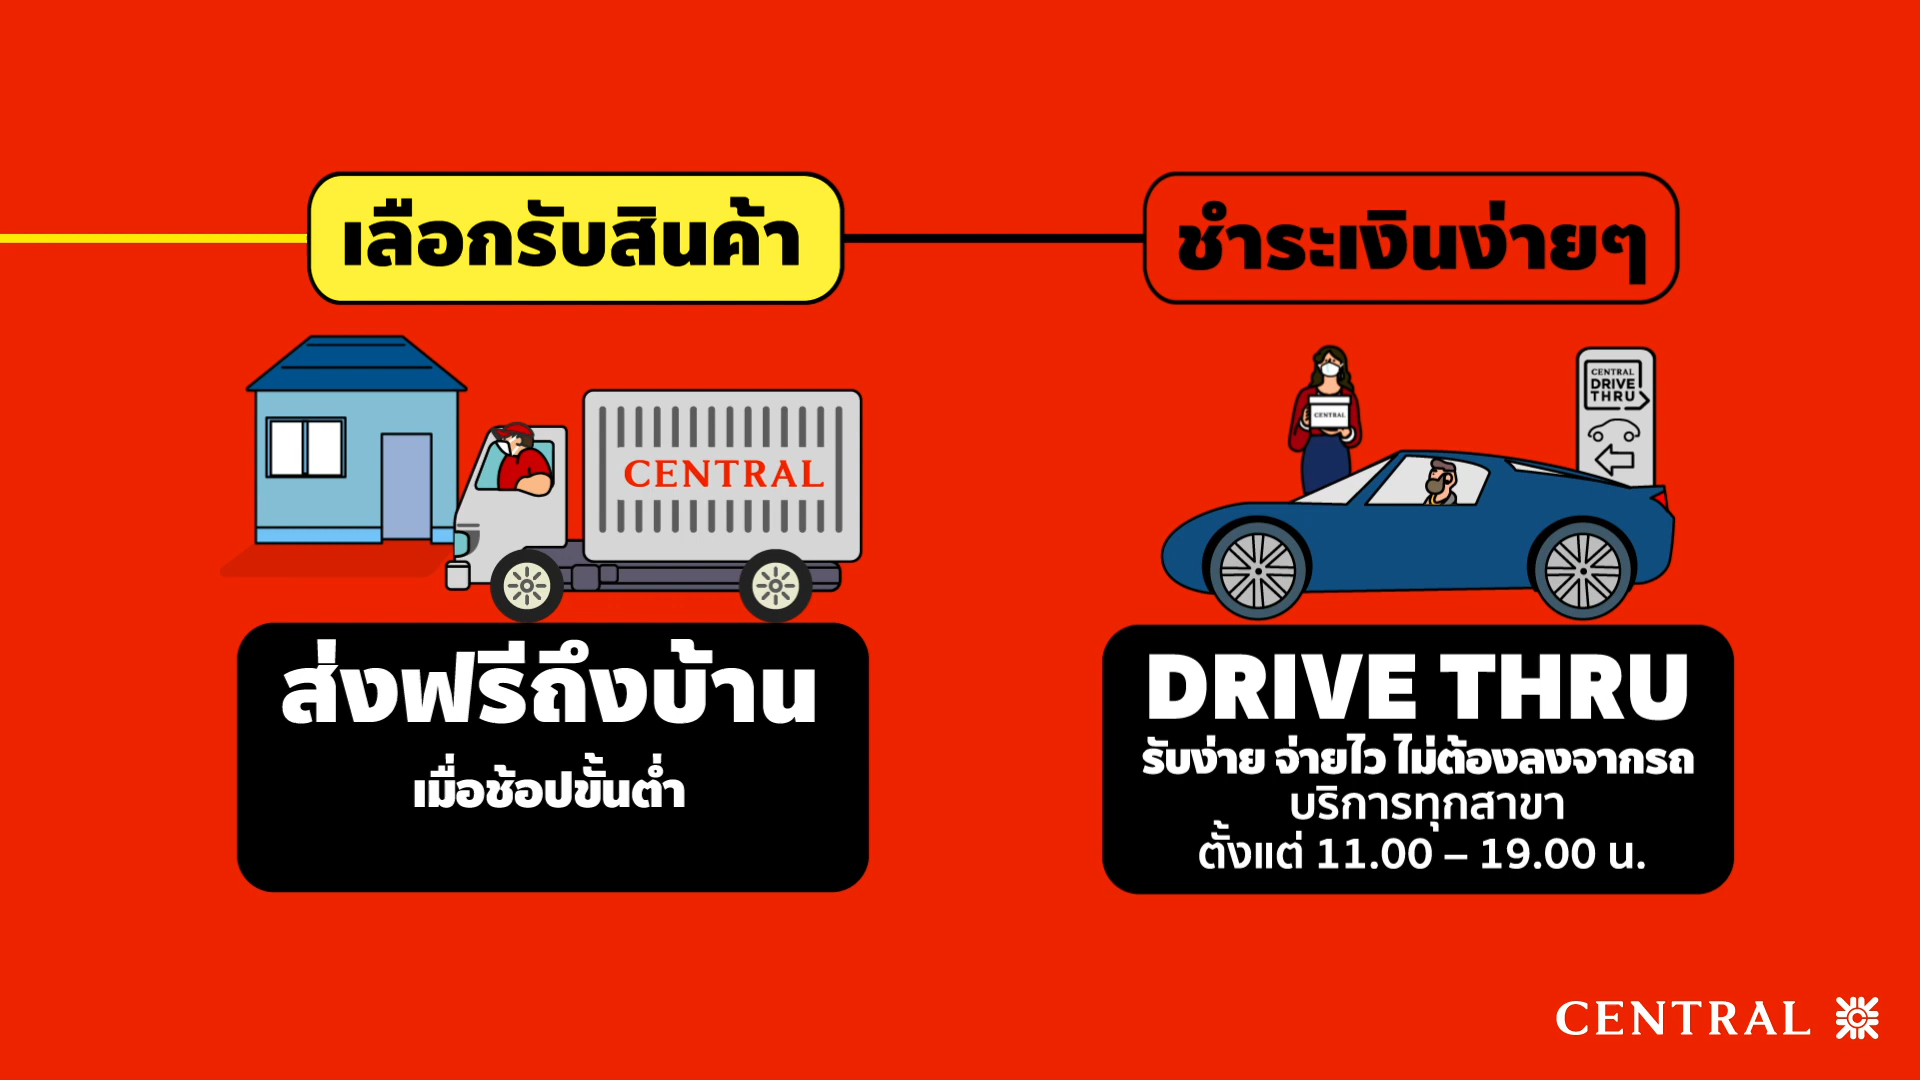 เลือกรับสินค้า
ชำระเงินง่ายๆ
CENTRAL
CENTRAL
CENTRAL
DRIVE
THRU
ส่งฟรีถึงบ้าน
เมื่อช้อปขั้นต่ำ
DRIVE THRU
รับง่าย จ่ายไว ไม่ต้องลงจากรถ
บริการทุกสาขา
ตั้งแต่ 11.00 – 19.00 น.
CENTRAL